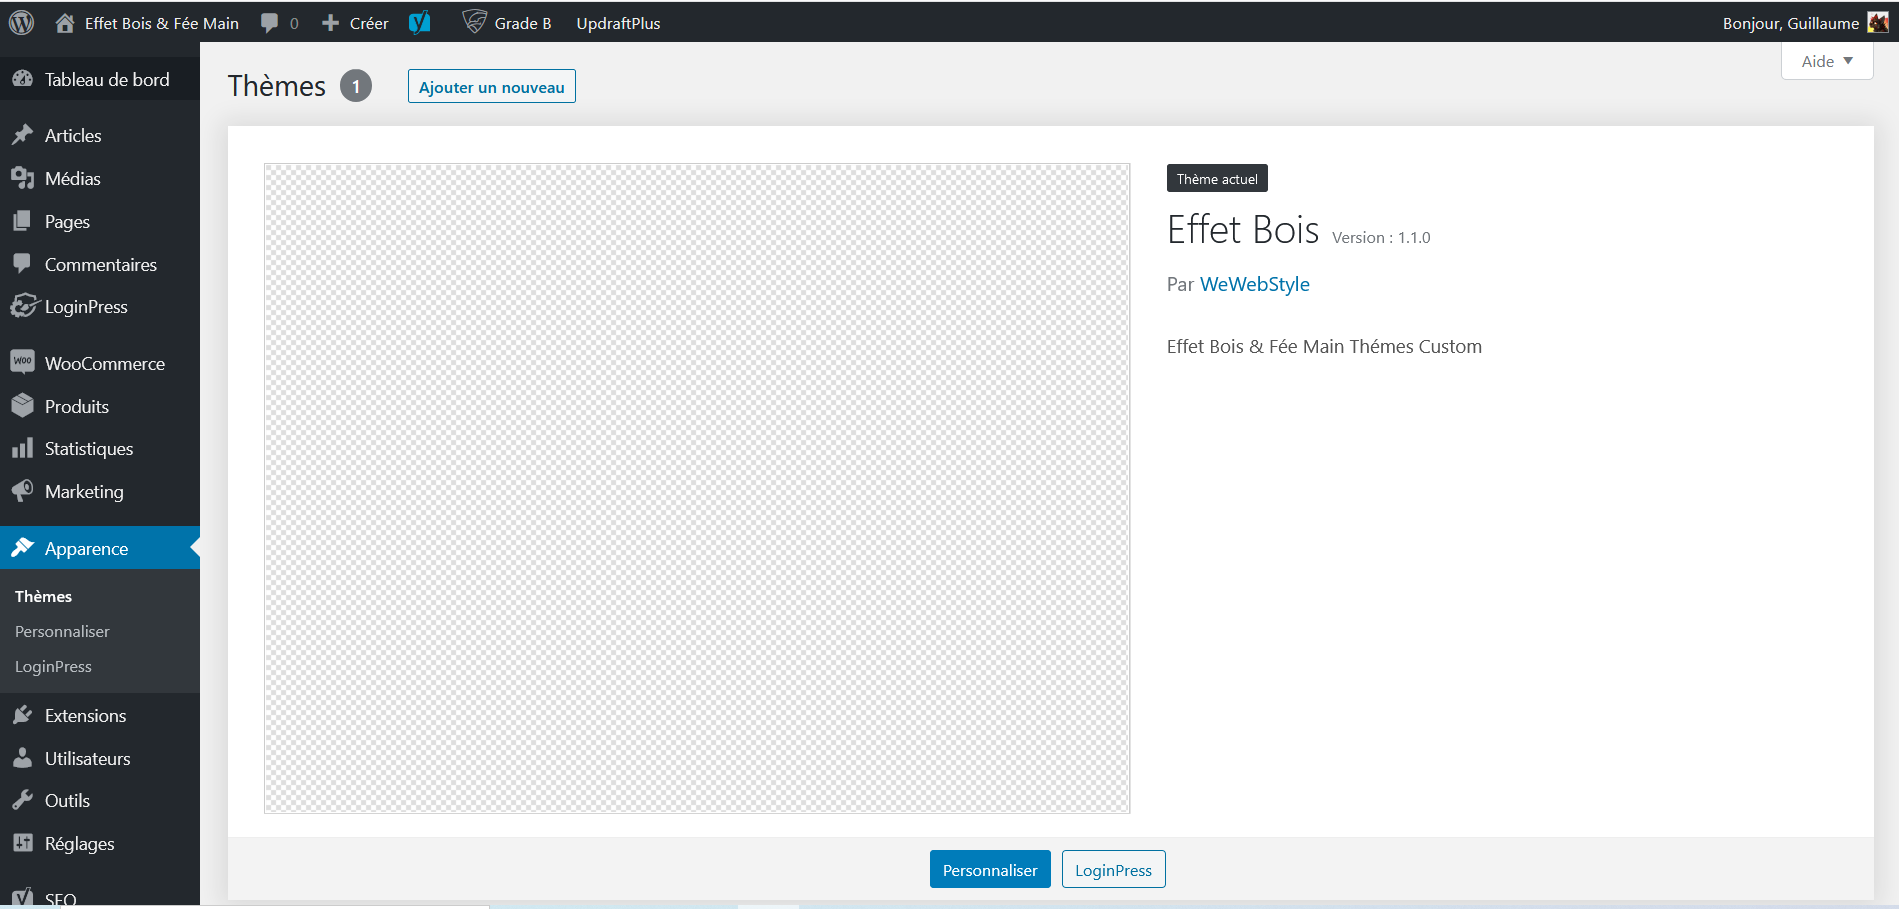 Effet Bois & Fée Main 0 Créer Grade B UpdraftPlus Bonjour, Guillaume
Aide
Tableau de bord
Articles
Médias
Pages
Commentaires
LoginPress
WOO WooCommerce
Produits
Statistiques
Marketing
Apparence
Thèmes
Personnaliser
LoginPress
Extensions
Utilisateurs
Outils
Réglages
SEO
Thèmes 1 Ajouter un nouveau
Thème actuel
Effet Bois Version : 1.1.0
Par WeWebStyle
Effet Bois & Fée Main Thémes Custom
Personnaliser LoginPress